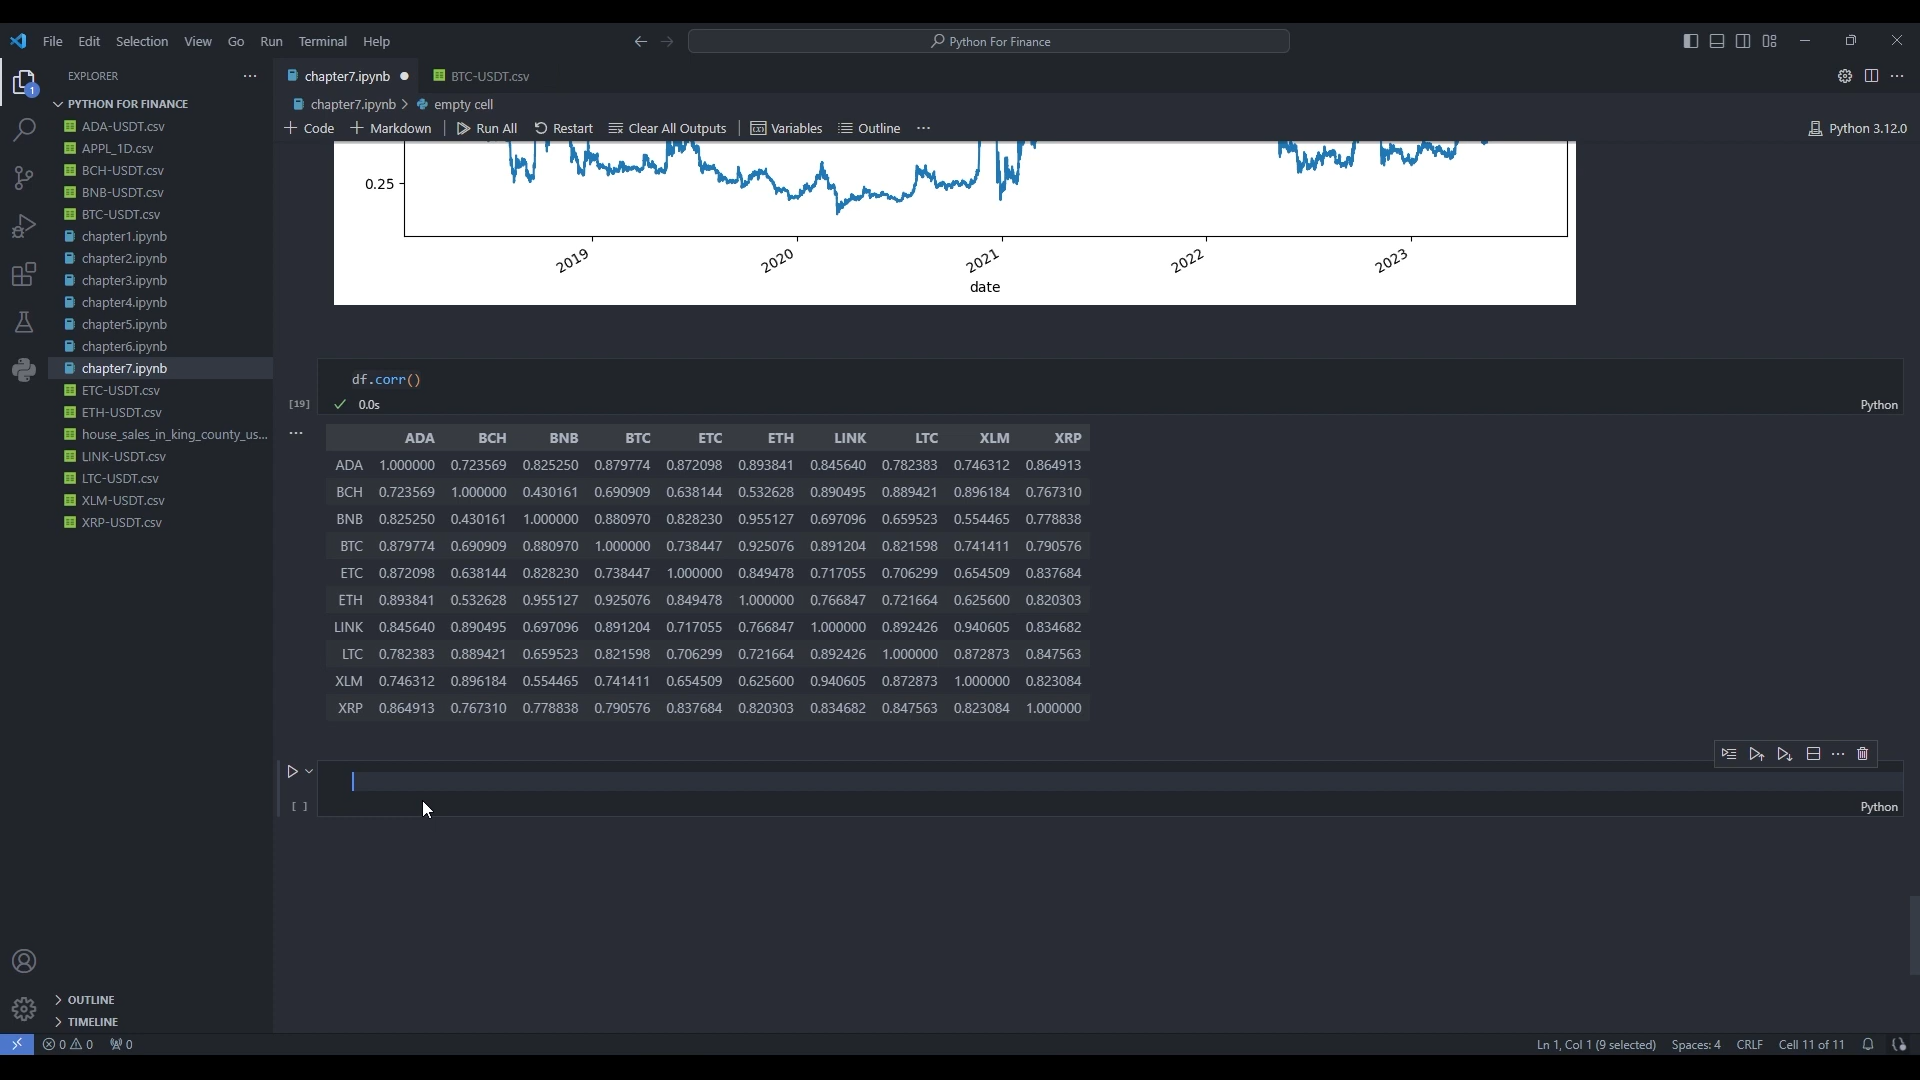 File Edit Selection View Go Run Terminal Help
Python For Finance
EXPLORER
PYTHON FOR FINANCE
ADA-USDT.csv
APPL_1D.csv
BCH-USDT.csv
BNB-USDT.csv
BTC-USDT.csv
chapter1.ipynb
chapter2.ipynb
chapter3.ipynb
chapter4.ipynb
chapter5.ipynb
chapter6.ipynb
chapter7.ipynb
ETC-USDT.csv
ETH-USDT.csv
house_sales_in_king_county_us...
LINK-USDT.csv
LTC-USDT.csv
XLM-USDT.csv
XRP-USDT.csv
OUTLINE
TIMELINE
1
chapter7.ipynb BTC-USDT.csv
chapter7.ipynb > empty cell
+ Code + Markdown Run All Restart Clear All Outputs Variables Outline ... Python 3.12.0
0.25
2019 2020 2021 2022 2023
date
df.corr()
[19] 0.0s Python
ADA BCH BNB BTC ETC ETH LINK LTC XLM XRP
ADA 1.000000 0.723569 0.825250 0.879774 0.872098 0.893841 0.845640 0.782383 0.746312 0.864913
BCH 0.723569 1.000000 0.430161 0.690909 0.638144 0.532628 0.890495 0.889421 0.896184 0.767310
BNB 0.825250 0.430161 1.000000 0.880970 0.828230 0.955127 0.697096 0.659523 0.554465 0.778838
BTC 0.879774 0.690909 0.880970 1.000000 0.738447 0.925076 0.891204 0.821598 0.741411 0.790576
ETC 0.872098 0.638144 0.828230 0.738447 1.000000 0.849478 0.717055 0.706299 0.654509 0.837684
ETH 0.893841 0.532628 0.955127 0.925076 0.849478 1.000000 0.766847 0.721664 0.625600 0.820303
LINK 0.845640 0.890495 0.697096 0.891204 0.717055 0.766847 1.000000 0.892426 0.940605 0.834682
LTC 0.782383 0.889421 0.659523 0.821598 0.706299 0.721664 0.892426 1.000000 0.872873 0.847563
XLM 0.746312 0.896184 0.554465 0.741411 0.654509 0.625600 0.940605 0.872873 1.000000 0.823084
XRP 0.864913 0.767310 0.778838 0.790576 0.837684 0.820303 0.834682 0.847563 0.823084 1.000000
[ ] Python
0 0 0 Ln 1, Col 1 (9 selected) Spaces: 4 CRLF Cell 11 of 11